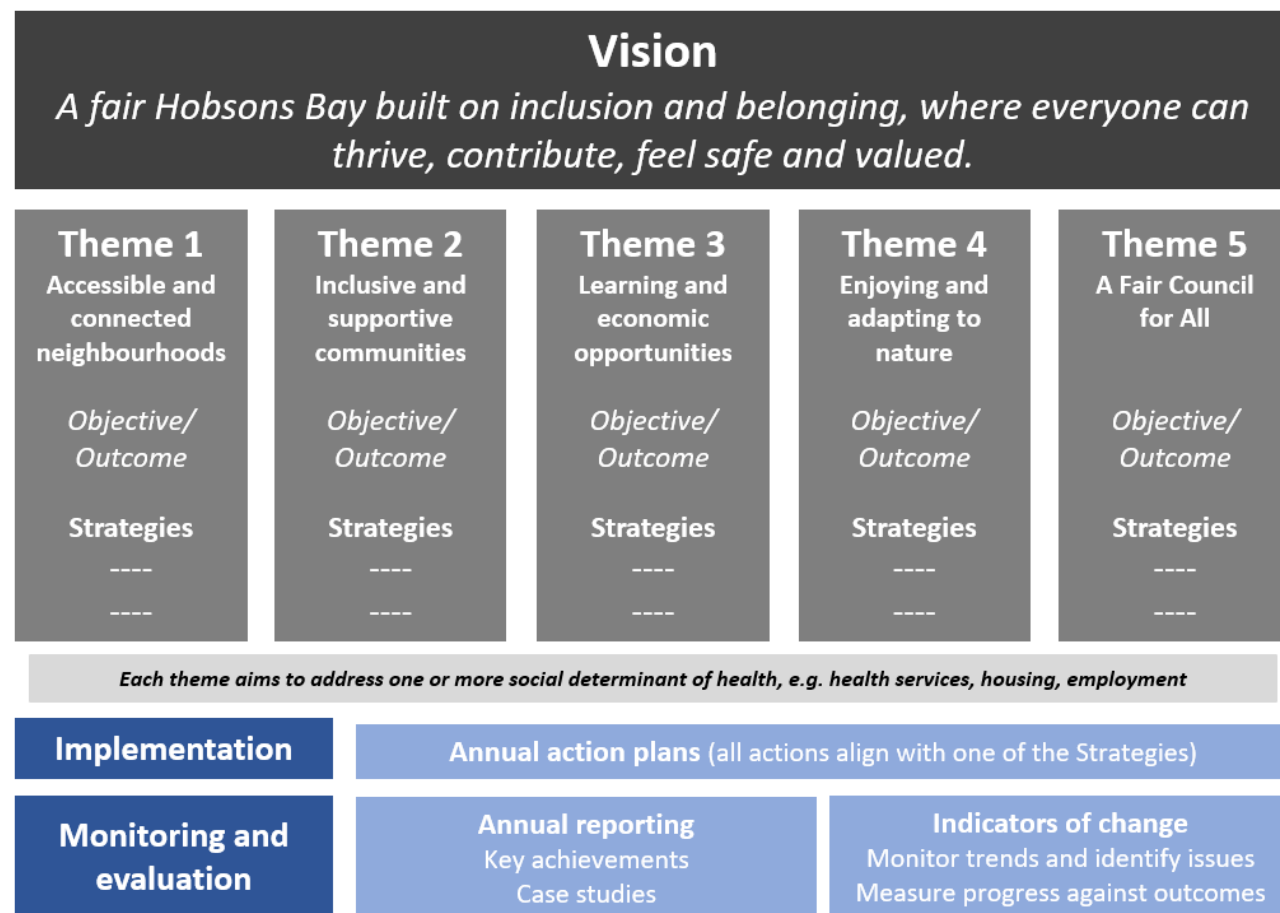 Vision
A fair Hobsons Bay built on inclusion and belonging, where everyone can
thrive, contribute, feel safe and valued.
Theme 1
Accessible and
connected
neighbourhoods
Objective/
Outcome
Strategies
----
----
Theme 2
Inclusive and
supportive
communities
Objective/
Outcome
Strategies
----
----
Theme 3
Learning and
economic
opportunities
Objective/
Outcome
Strategies
----
----
Theme 4
Enjoying and
adapting to
nature
Objective/
Outcome
Strategies
----
----
Theme 5
A Fair Council
for All
Objective/
Outcome
Strategies
----
----
Each theme aims to address one or more social determinant of health, e.g. health services, housing, employment
Implementation
Annual action plans (all actions align with one of the Strategies)
Monitoring and
evaluation
Annual reporting
Key achievements
Case studies
Indicators of change
Monitor trends and identify issues
Measure progress against outcomes